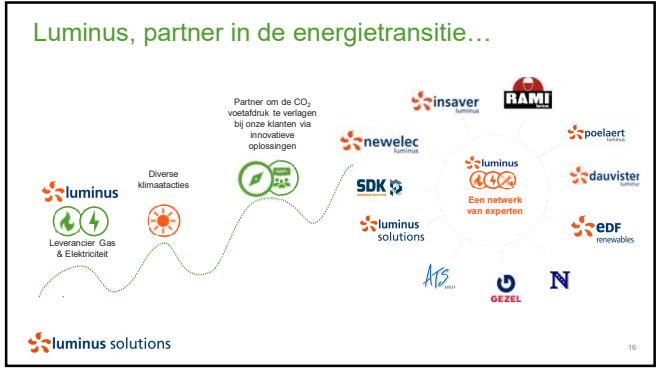 Luminus, partner in de energietransitie…
Partner om de CO₂
voetafdruk te verlagen
bij onze klanten via
innovatieve
oplossingen
Diverse
klimaatacties
luminus
Leverancier Gas
& Elektriciteit
insaver
luminus
RAMI
newelec
luminus
poelaert
luminus
SDK
luminus
Een netwerk
van experten
dauvister
luminus
luminus
solutions
eDF
renewables
ATS
GEZEL
N
luminus solutions
16